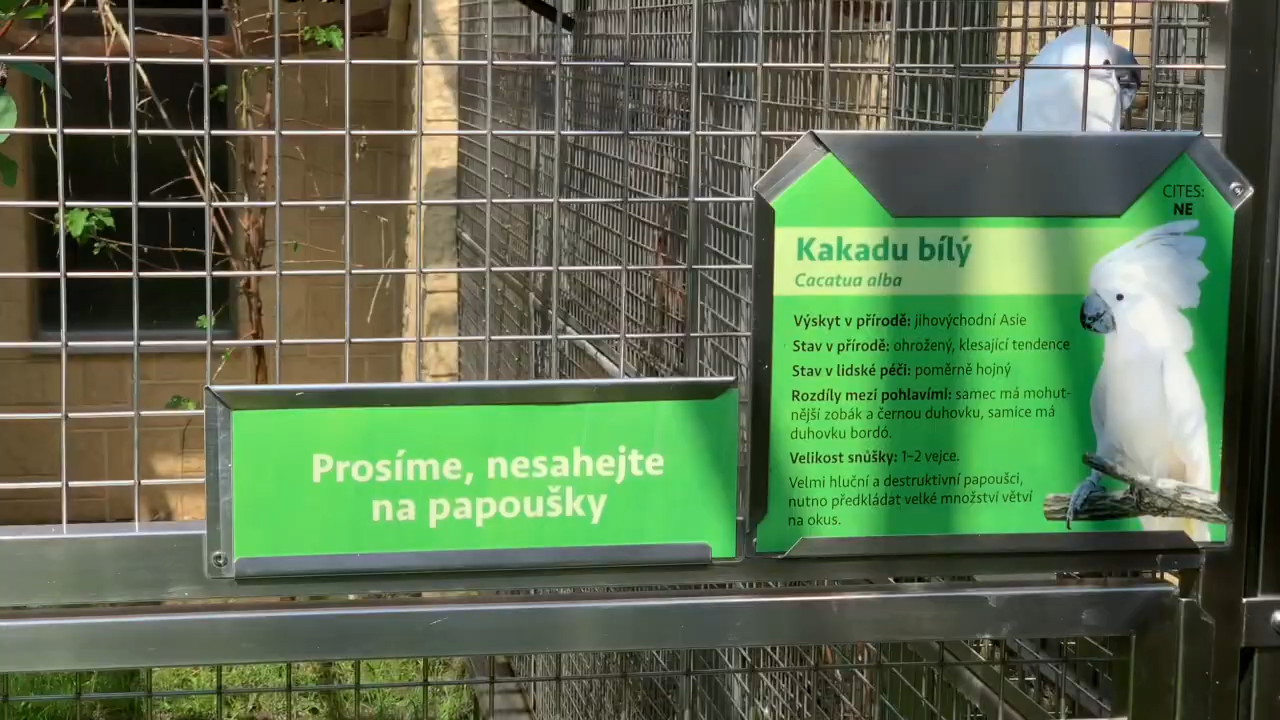 Prosíme, nesahejte
na papoušky
CITES:
NE
Kakadu bílý
Cacatua alba
Výskyt v přírodě: jihovýchodní Asie
Stav v přírodě: ohrožený, klesající tendence
Stav v lidské péči: poměrně hojný
Rozdíly mezi pohlavími: samec má mohut-
nější zobák a černou duhovku, samice má
duhovku bordó.
Velikost snůšky: 1–2 vejce.
Velmi hluční a destruktivní papoušci,
nutno předkládat velké množství větví
na okus.